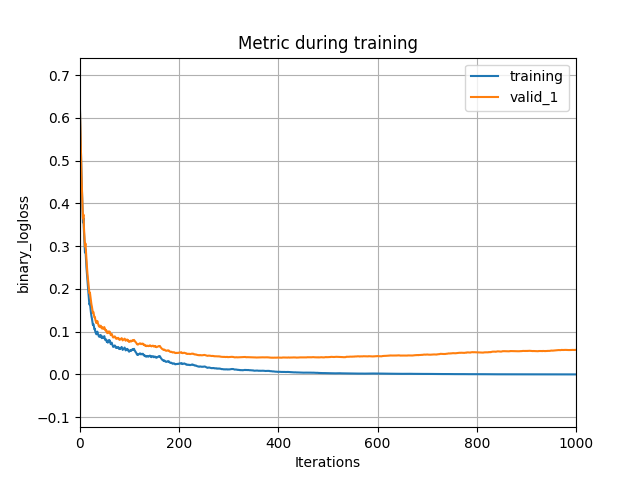 Metric during training
0.7
0.6
0.5
0.4
0.3
0.2
0.1
0.0
−0.1
binary_logloss
training
valid_1
0 200 400 600 800 1000
Iterations